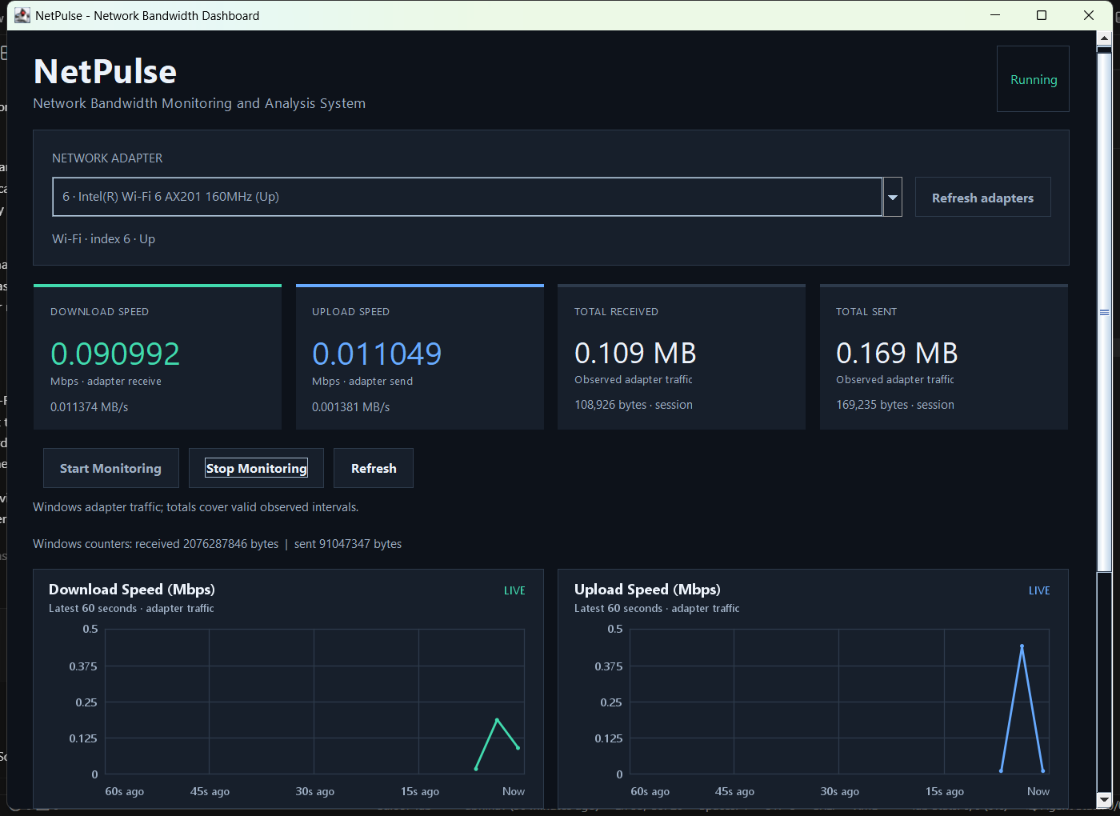 NetPulse - Network Bandwidth Dashboard
NetPulse
Network Bandwidth Monitoring and Analysis System
Running
NETWORK ADAPTER
6 · Intel(R) Wi-Fi 6 AX201 160MHz (Up)
Refresh adapters
Wi-Fi · index 6 · Up
DOWNLOAD SPEED
0.090992
Mbps · adapter receive
0.011374 MB/s
UPLOAD SPEED
0.011049
Mbps · adapter send
0.001381 MB/s
TOTAL RECEIVED
0.109 MB
Observed adapter traffic
108,926 bytes · session
TOTAL SENT
0.169 MB
Observed adapter traffic
169,235 bytes · session
Start Monitoring
Stop Monitoring
Refresh
Windows adapter traffic; totals cover valid observed intervals.
Windows counters: received 2076287846 bytes | sent 91047347 bytes
Download Speed (Mbps)
LIVE
Latest 60 seconds · adapter traffic
0.5
0.375
0.25
0.125
0
60s ago 45s ago 30s ago 15s ago Now
Upload Speed (Mbps)
LIVE
Latest 60 seconds · adapter traffic
0.5
0.375
0.25
0.125
0
60s ago 45s ago 30s ago 15s ago Now